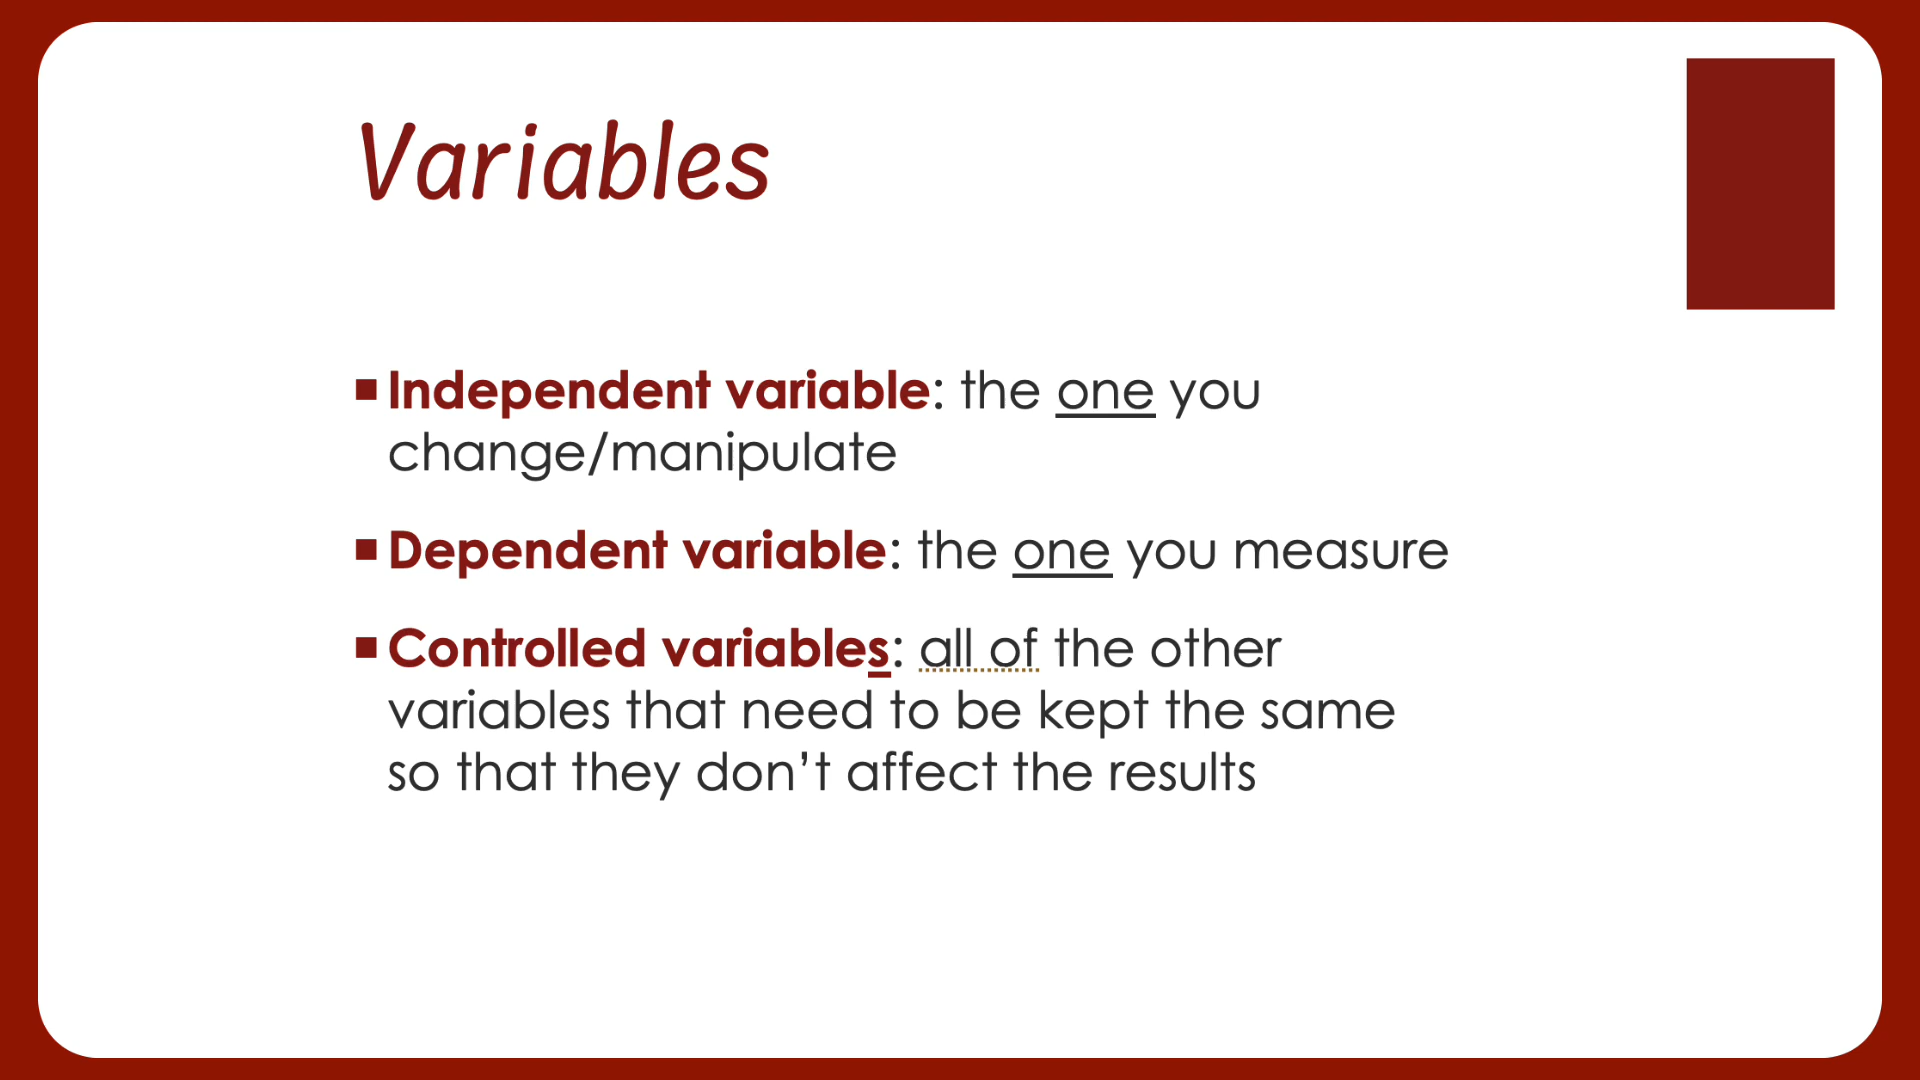 Variables
Independent variable: the one you
change/manipulate
Dependent variable: the one you measure
Controlled variables: all of the other
variables that need to be kept the same
so that they don’t affect the results